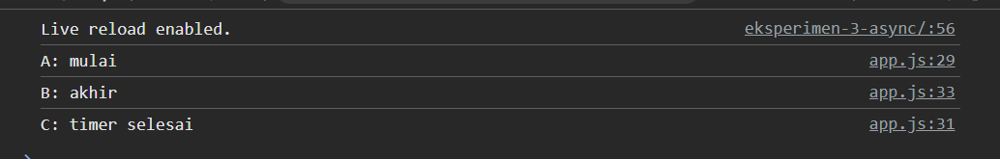 Live reload enabled. eksperimen-3-async/:56
A: mulai app.js:29
B: akhir app.js:33
C: timer selesai app.js:31